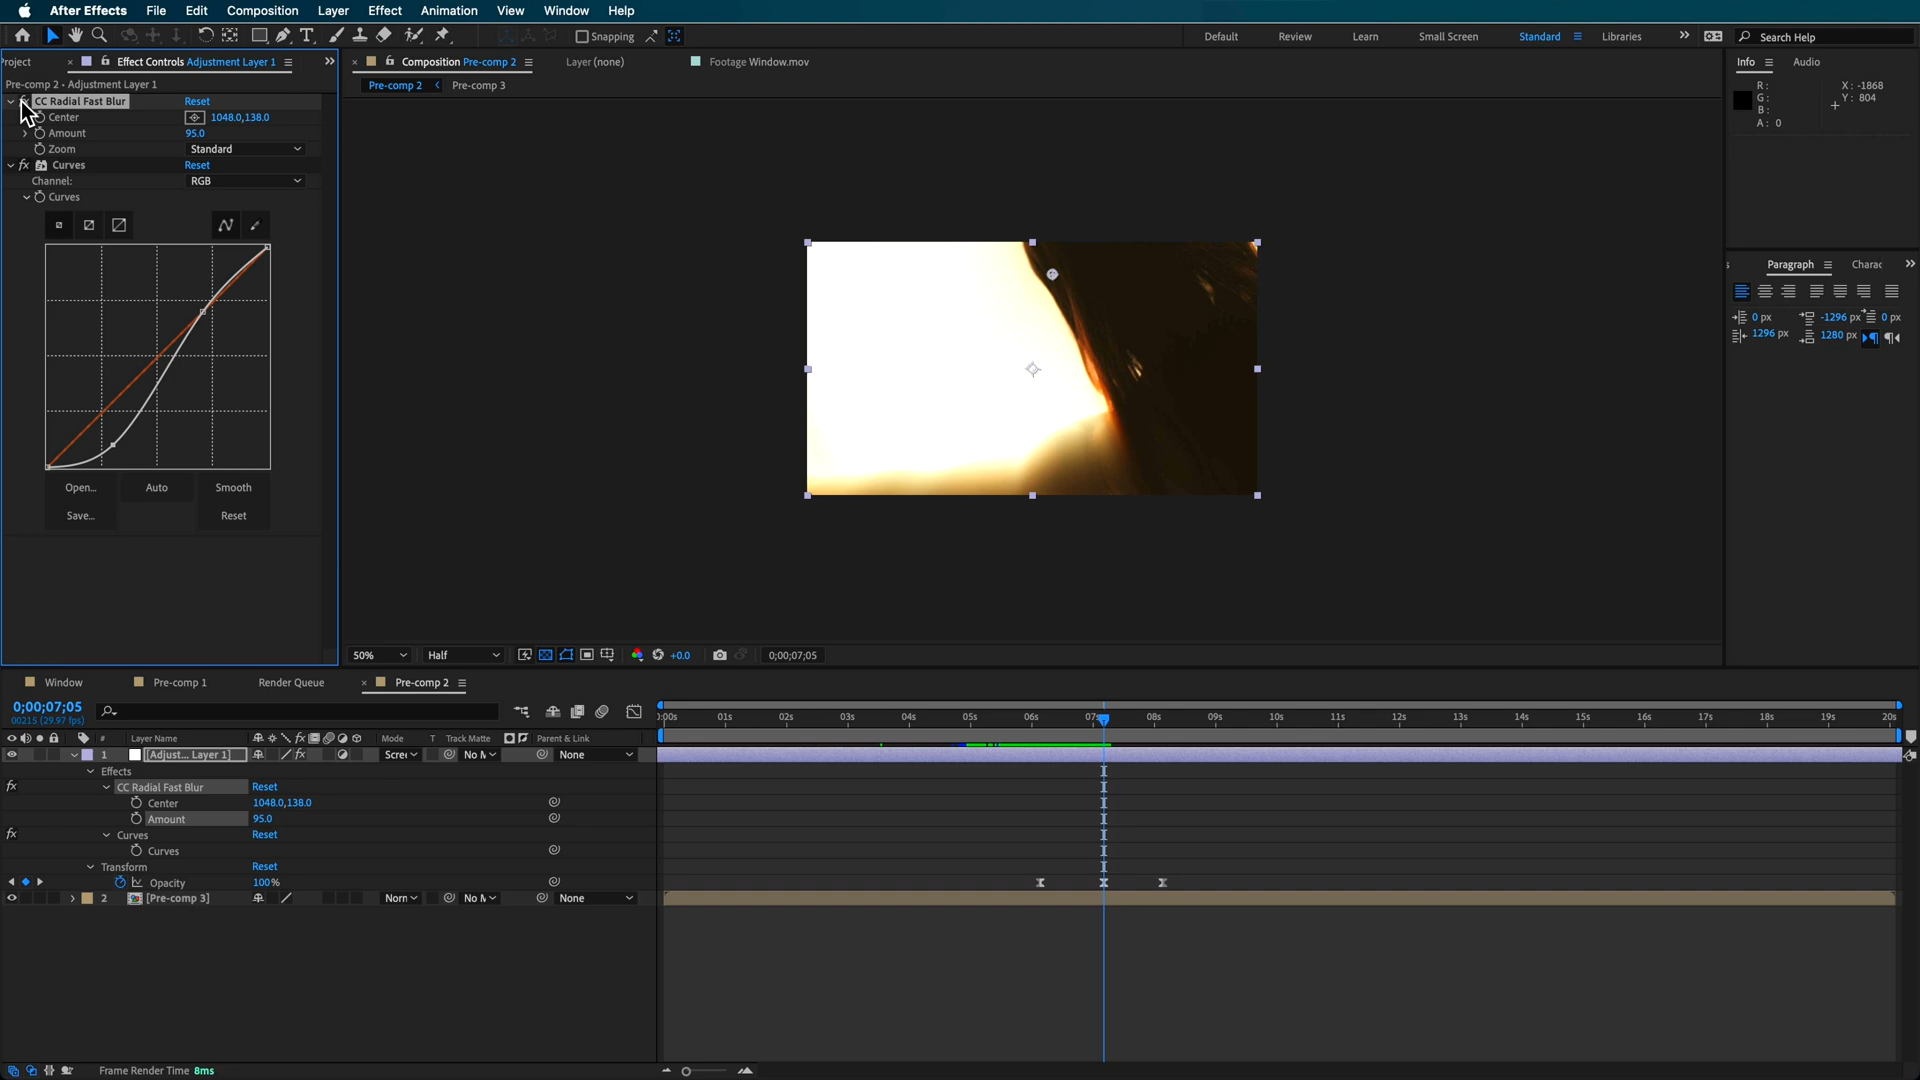 After Effects File Edit Composition Layer Effect Animation View Window Help
Snapping Default Review Learn Small Screen Standard Libraries Search Help
roject Effect Controls Adjustment Layer 1 Composition Pre-comp 2 Layer (none) Footage Window.mov Info Audio
Pre-comp 2 • Adjustment Layer 1 Pre-comp 2 Pre-comp 3
CC Radial Fast Blur Reset
Center 1048.0,138.0
Amount 95.0
Zoom Standard
fx Curves Reset
Channel: RGB
Curves
Open... Auto Smooth
Save... Reset
R: X: -1868
G: Y: 804
B:
A: 0
s Paragraph Charac
0 px -1296 px 0 px
1296 px 1280 px
50% Half +0.0 0;00;07;05
Window Pre-comp 1 Render Queue Pre-comp 2
0;00;07;05
00215 (29.97 fps)
:00s 01s 02s 03s 04s 05s 06s 07s 08s 09s 10s 11s 12s 13s 14s 15s 16s 17s 18s 19s 20s
# Layer Name fx Mode T Track Matte Parent & Link
1 [Adjust... Layer 1] fx Scre No M None
Effects
fx CC Radial Fast Blur Reset
Center 1048.0,138.0
Amount 95.0
fx Curves Reset
Curves
Transform Reset
Opacity 100%
2 [Pre-comp 3] Norn No M None
Frame Render Time 8ms